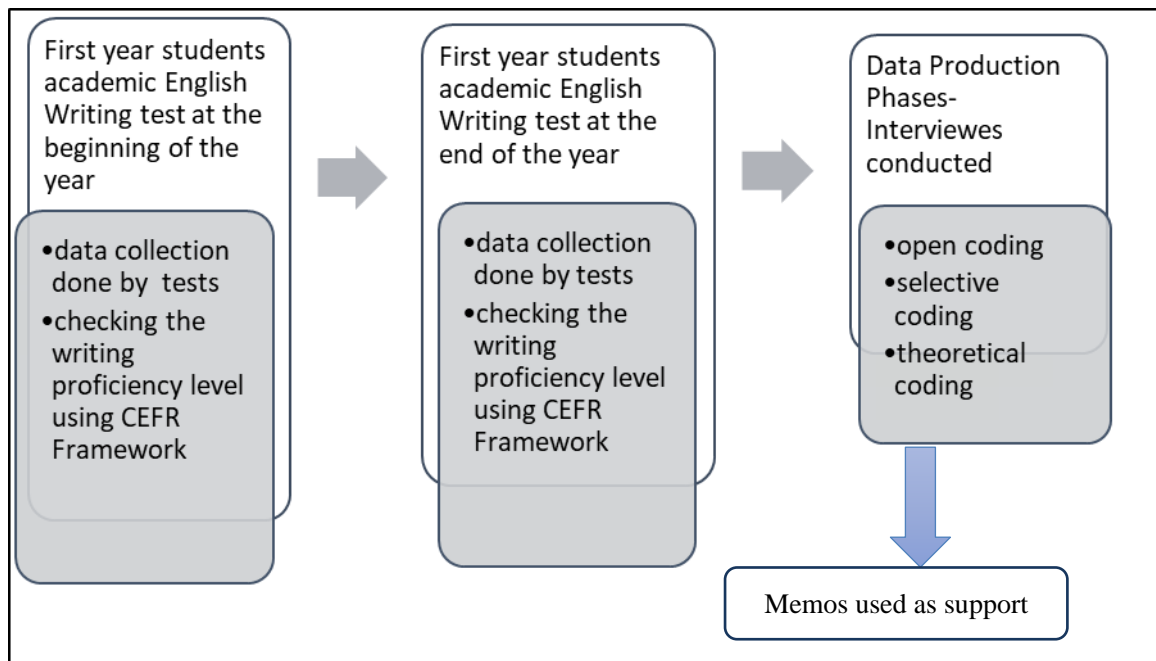 First year students
academic English
Writing test at the
beginning of the
year
•data collection
done by tests
•checking the
writing
proficiency level
using CEFR
Framework
First year students
academic English
Writing test at the
end of the year
•data collection
done by tests
•checking the
writing
proficiency level
using CEFR
Framework
Data Production
Phases-
Interviewes
conducted
•open coding
•selective
coding
•theoretical
coding
Memos used as support